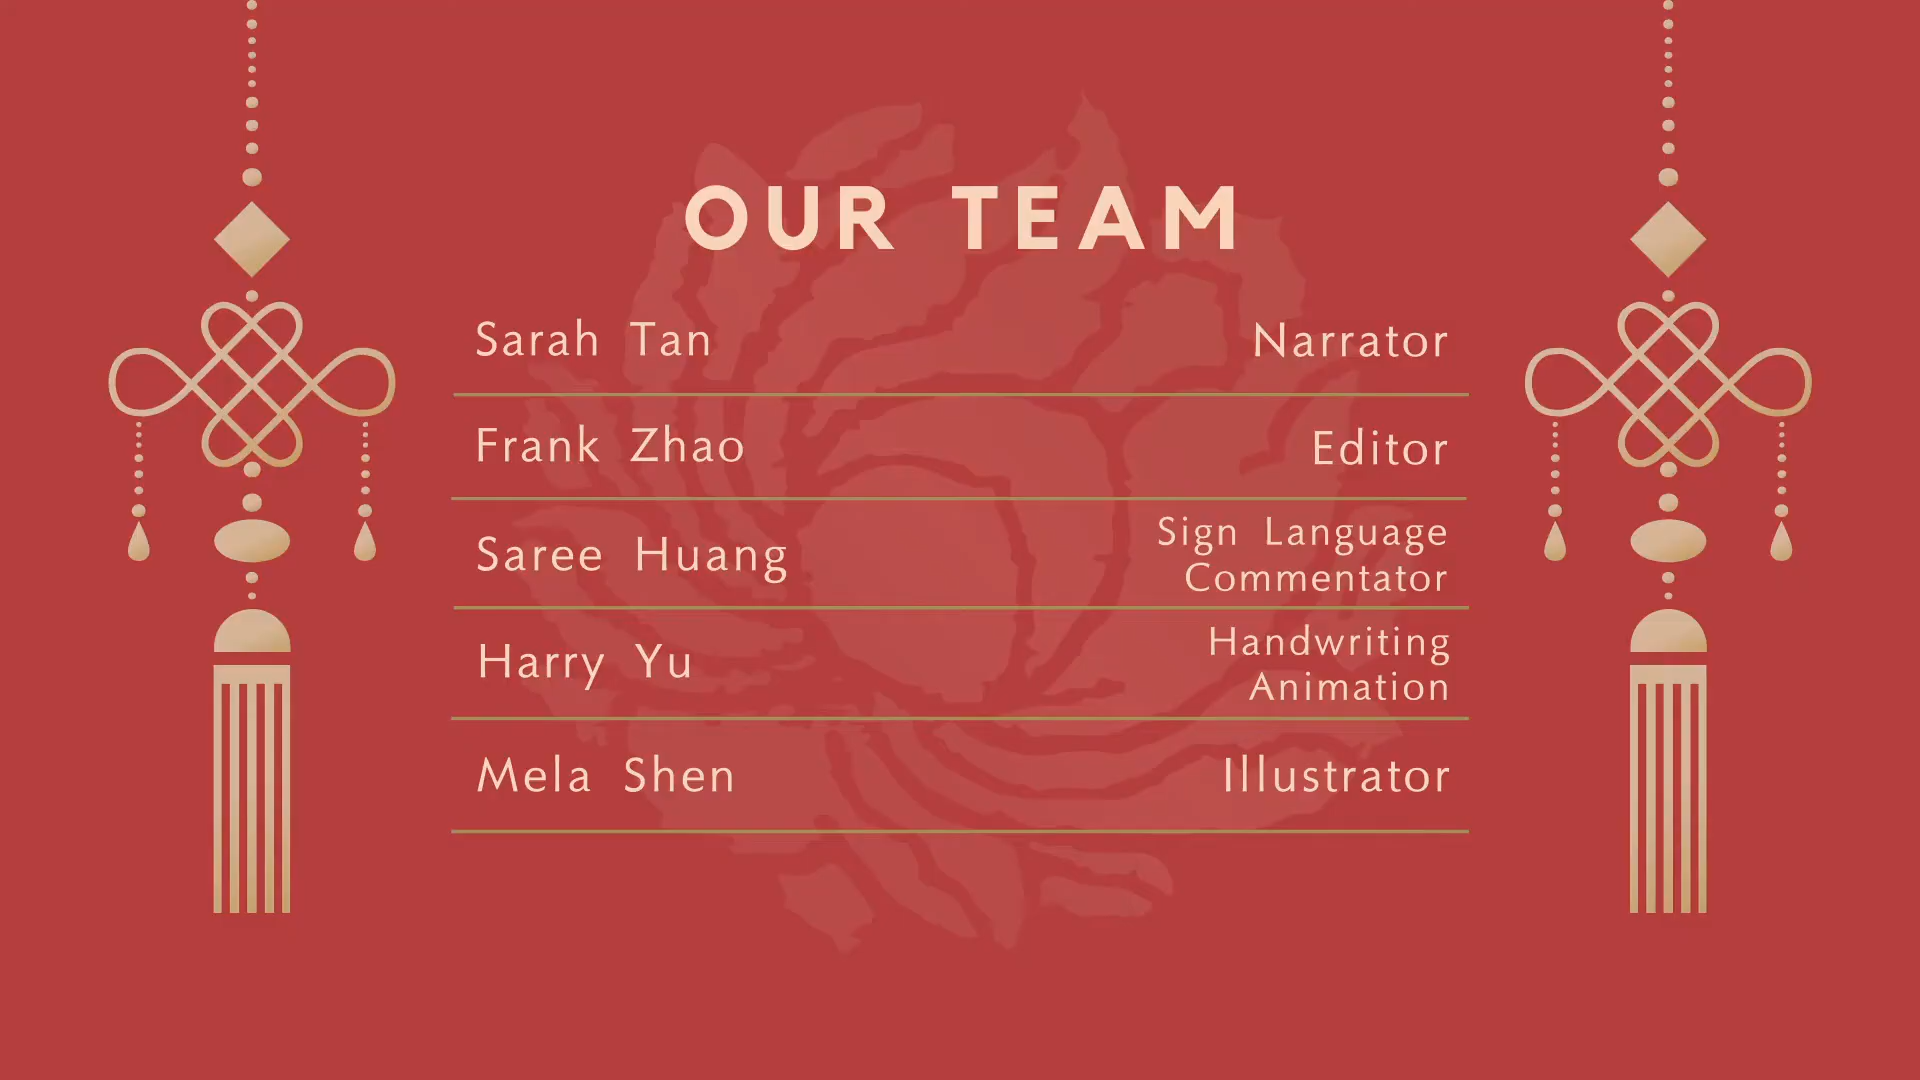 OUR TEAM
Sarah Tan Narrator
Frank Zhao Editor
Saree Huang Sign Language
Commentator
Harry Yu Handwriting
Animation
Mela Shen Illustrator